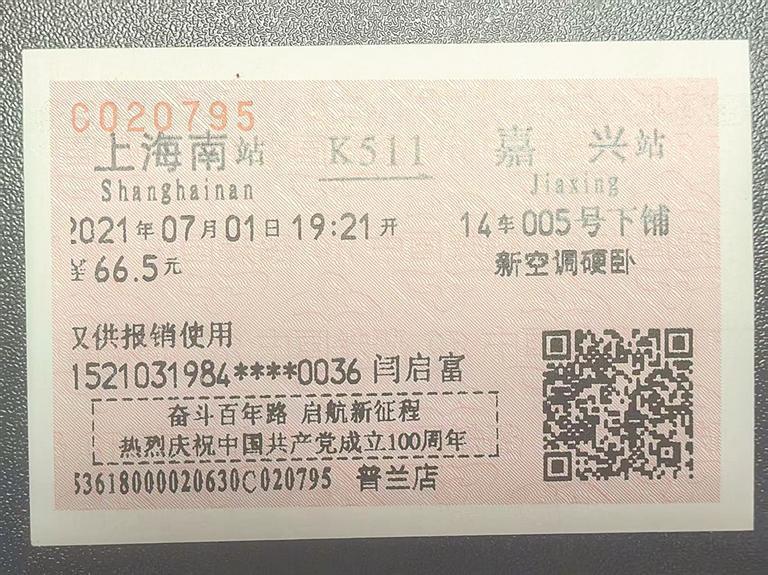 C020795
上海南站 K511 嘉兴站
Shanghainan Jiaxing
2021年07月01日19:21开 14车005号下铺
¥66.5元 新空调硬卧
仅供报销使用
1521031984****0036 闫启富
奋斗百年路 启航新征程
热烈庆祝中国共产党成立100周年
53618000020630C020795 普兰店